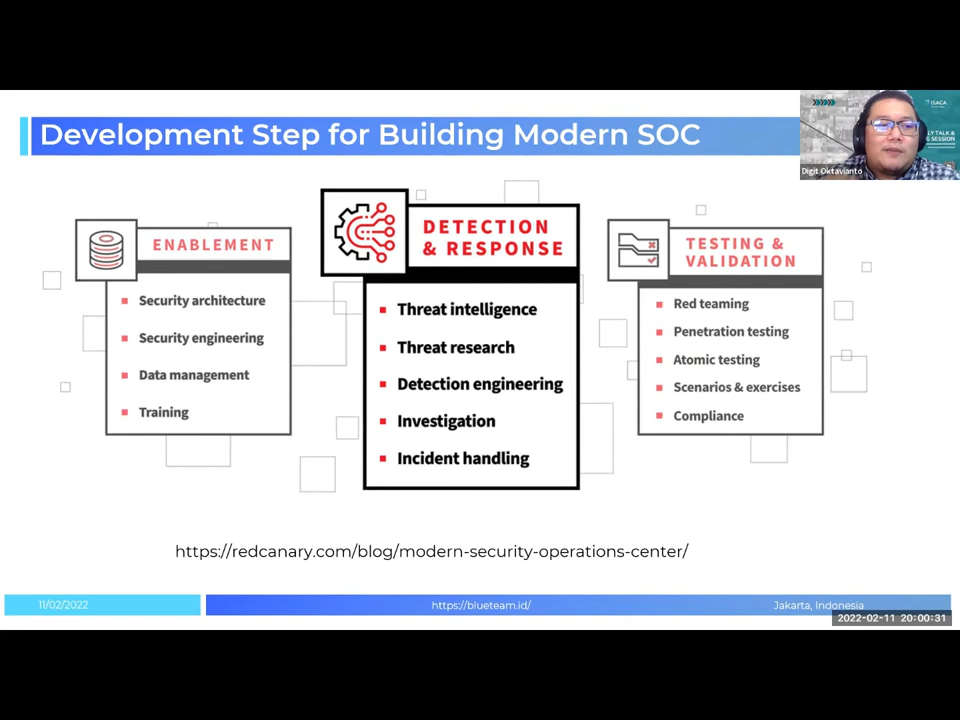 Development Step for Building Modern SOC
ISACA
LY TALK &
G SESSION
Digit Oktavianto
ENABLEMENT
Security architecture
Security engineering
Data management
Training
DETECTION
& RESPONSE
Threat intelligence
Threat research
Detection engineering
Investigation
Incident handling
TESTING &
VALIDATION
Red teaming
Penetration testing
Atomic testing
Scenarios & exercises
Compliance
https://redcanary.com/blog/modern-security-operations-center/
11/02/2022
https://blueteam.id/
Jakarta, Indonesia
2022-02-11 20:00:31